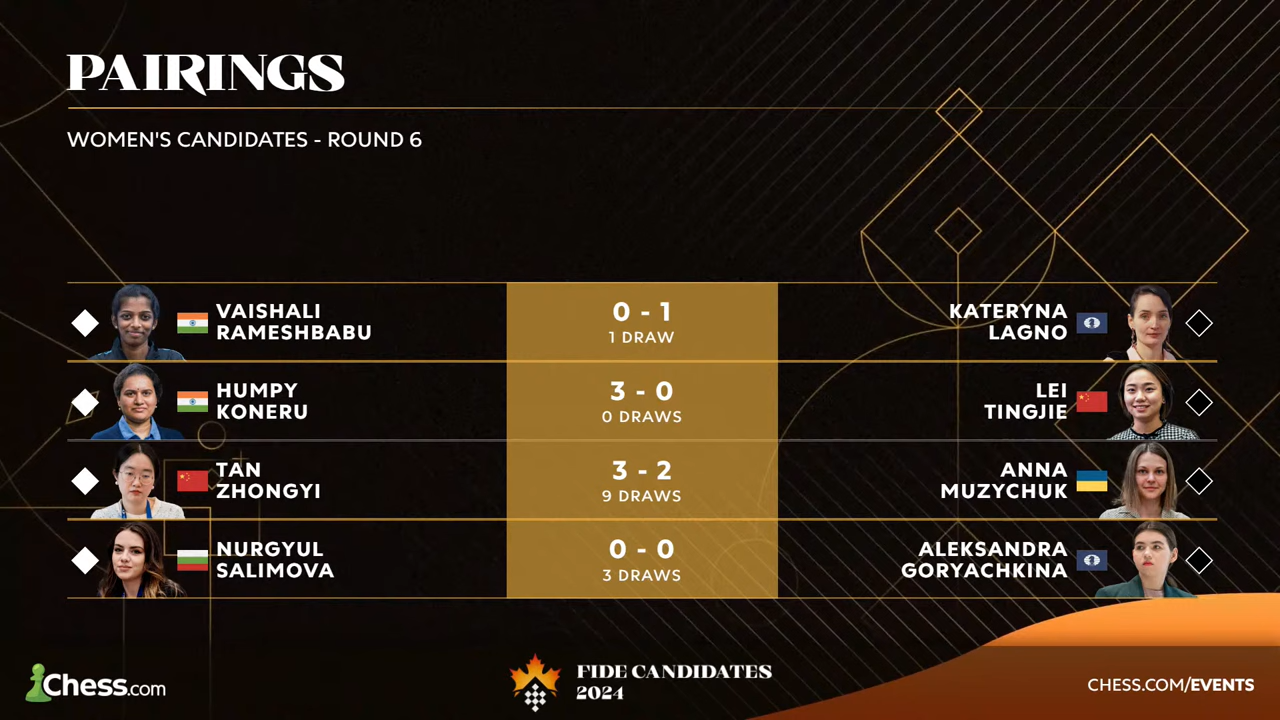 PAIRINGS
WOMEN'S CANDIDATES - ROUND 6
VAISHALI
RAMESHBABU
0 - 1
1 DRAW
KATERYNA
LAGNO
HUMPY
KONERU
3 - 0
0 DRAWS
LEI
TINGJIE
TAN
ZHONGYI
3 - 2
9 DRAWS
ANNA
MUZYCHUK
NURGYUL
SALIMOVA
0 - 0
3 DRAWS
ALEKSANDRA
GORYACHKINA
Chess.com
FIDE CANDIDATES
2024
CHESS.COM/EVENTS